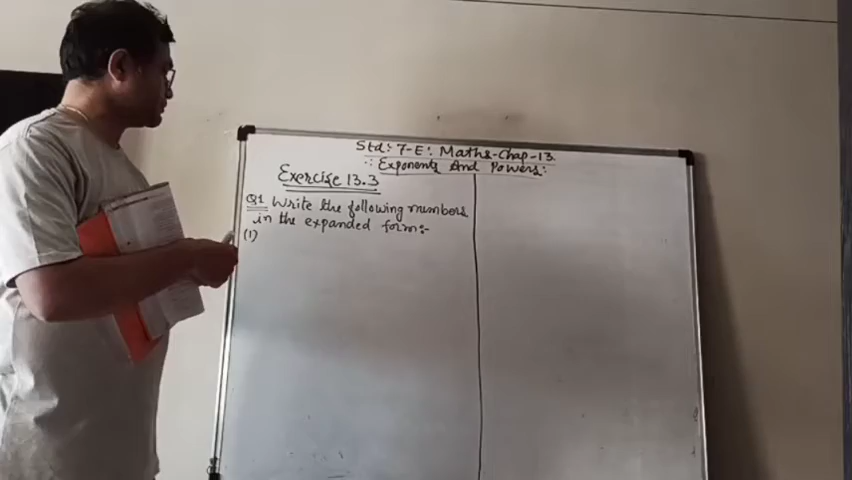 Std:- 7-E: Maths-Chap-13
:Exponents And Powers:
Exercise 13.3
Q1 Write the following numbers
in the expanded form:-
(1)